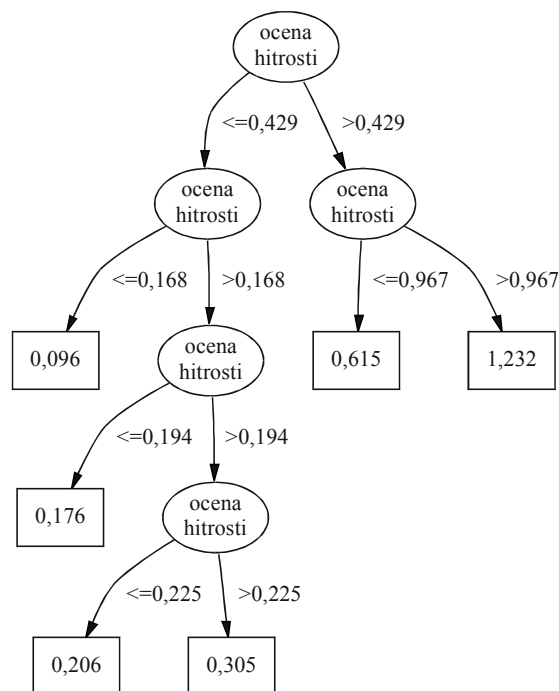 ocena
hitrosti
<=0,429
>0,429
ocena
hitrosti
ocena
hitrosti
<=0,168
>0,168
<=0,967
>0,967
0,096
ocena
hitrosti
0,615
1,232
<=0,194
>0,194
0,176
ocena
hitrosti
<=0,225
>0,225
0,206
0,305